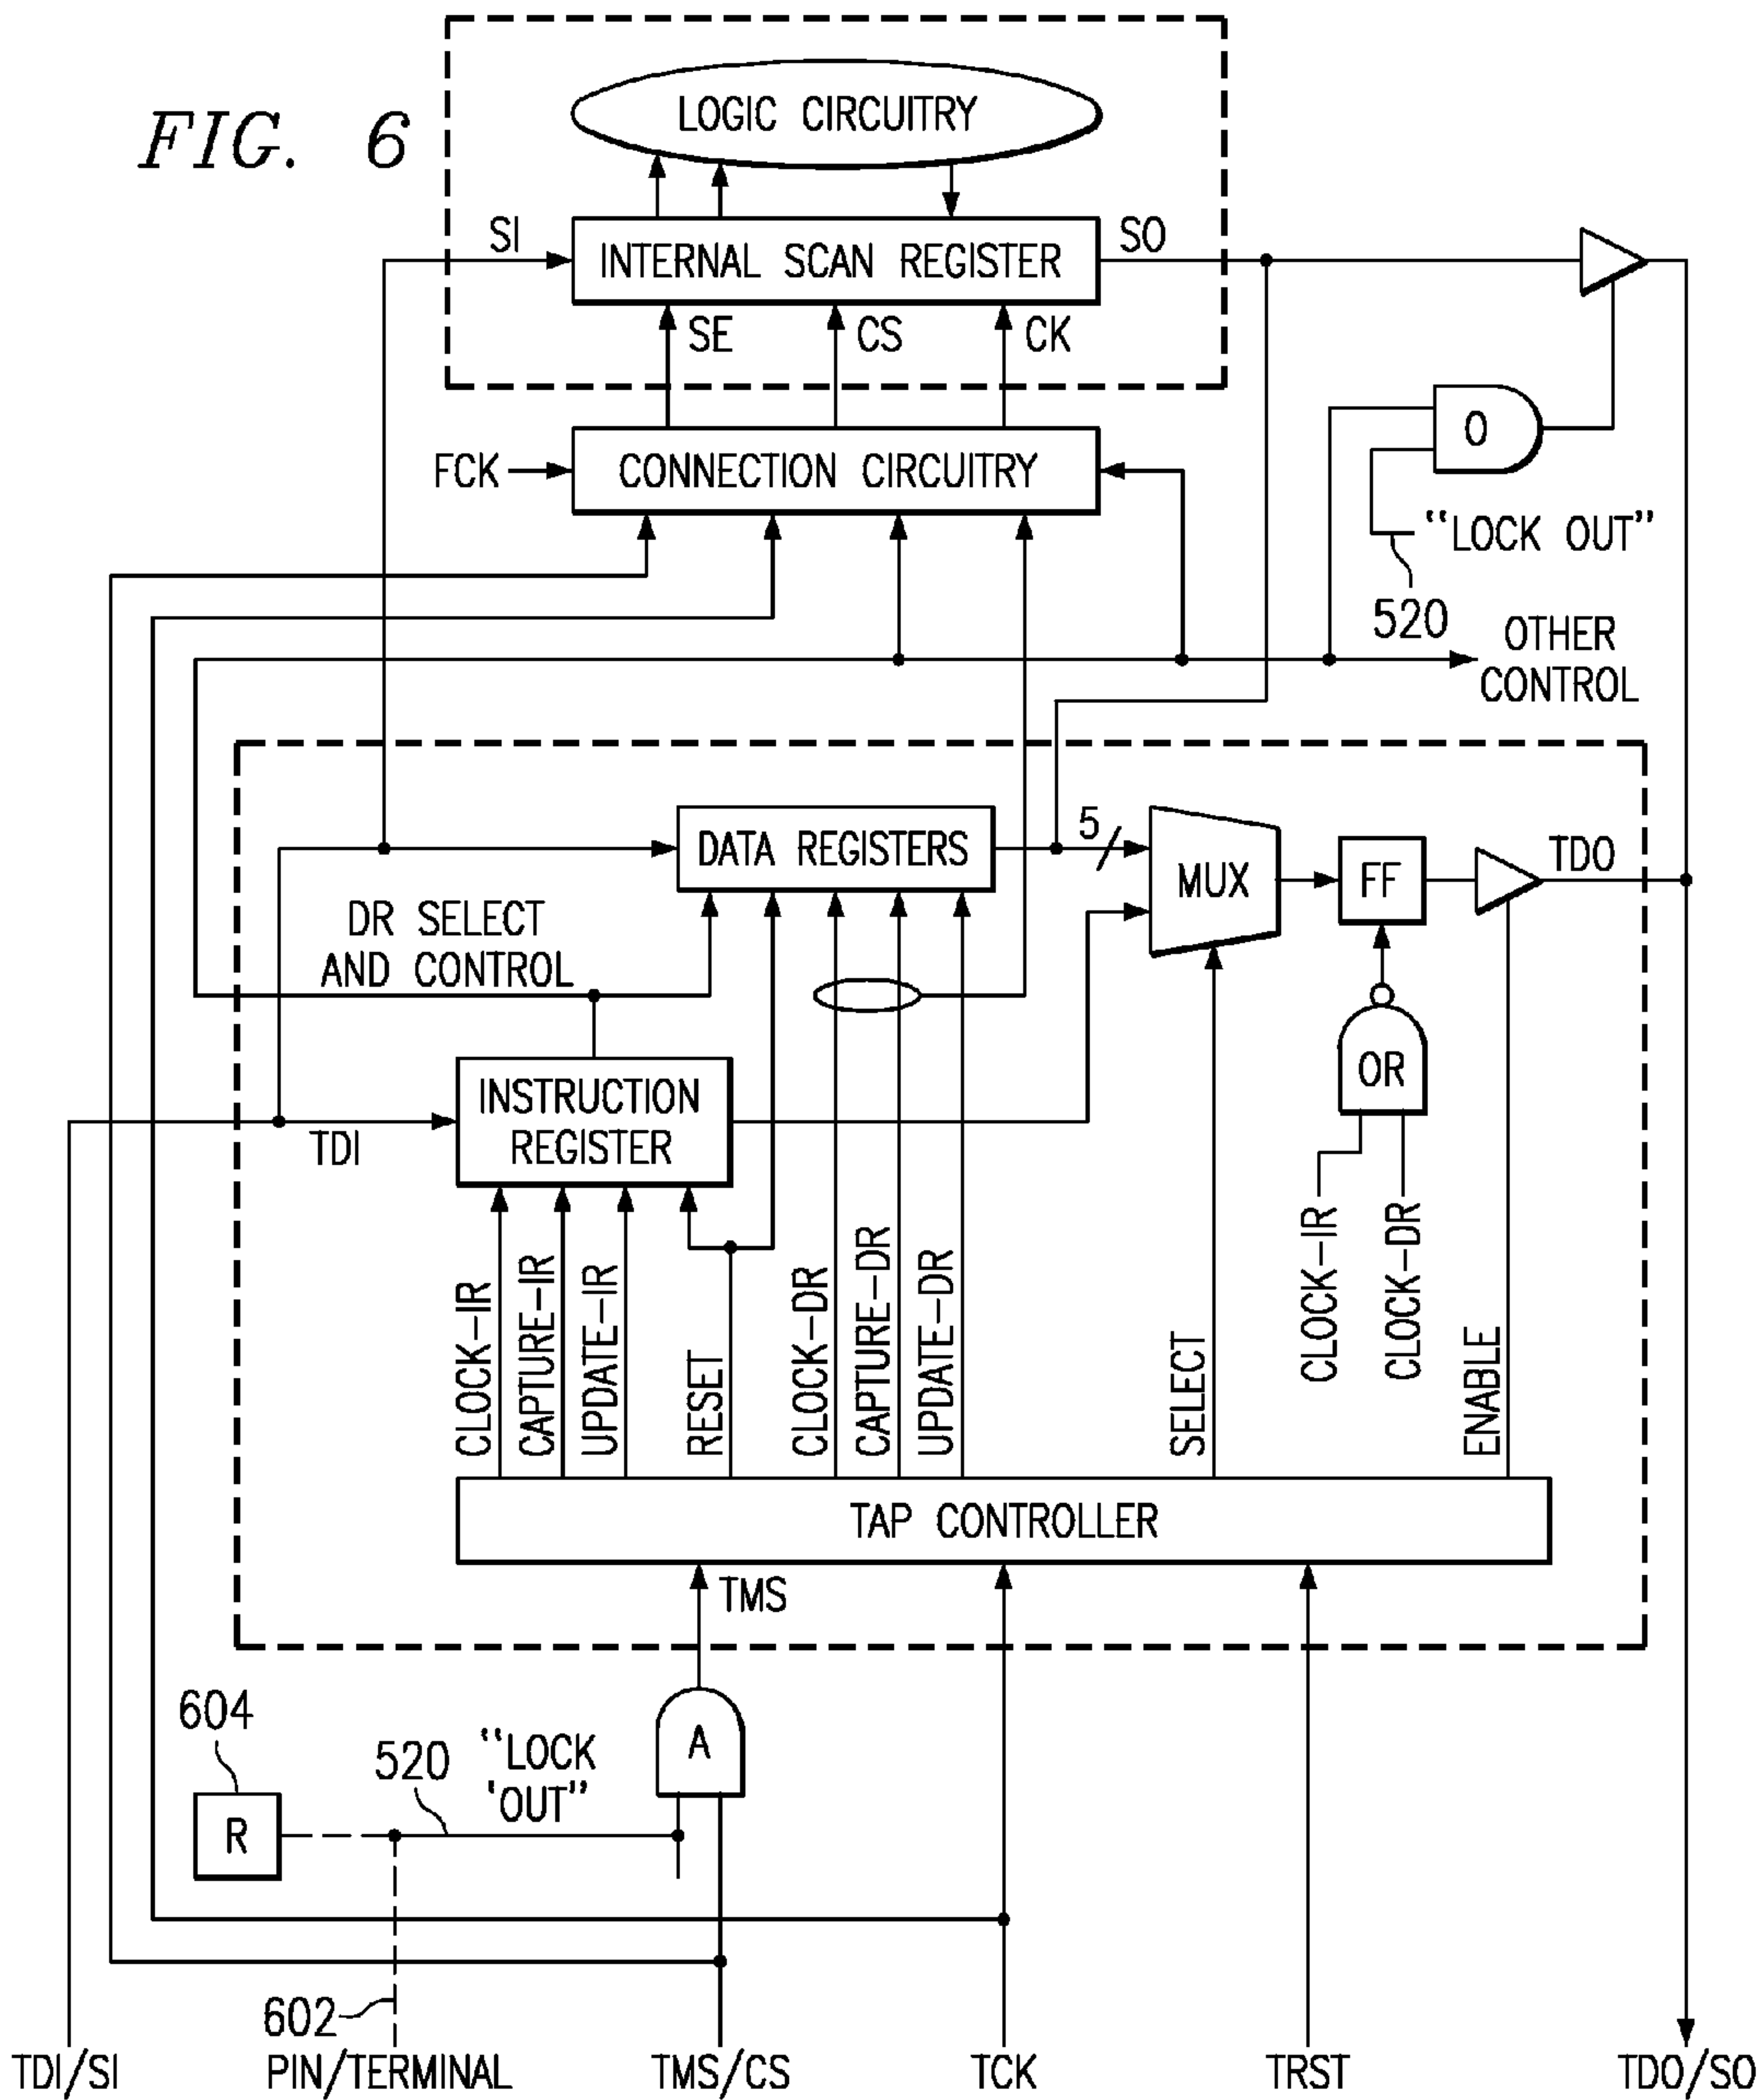 FIG. 6
LOGIC CIRCUITRY
SI
INTERNAL SCAN REGISTER
SO
SE
CS
CK
O
FCK
CONNECTION CIRCUITRY
"LOCK OUT"
520
OTHER
CONTROL
DATA REGISTERS
5
MUX
FF
TDO
DR SELECT
AND CONTROL
OR
INSTRUCTION
REGISTER
TDI
CLOCK-IR
CAPTURE-IR
UPDATE-IR
RESET
CLOCK-DR
CAPTURE-DR
UPDATE-DR
SELECT
CLOCK-IR
CLOCK-DR
ENABLE
TAP CONTROLLER
TMS
604
R
520
"LOCK
'OUT"
A
602
TDI/SI
PIN/TERMINAL
TMS/CS
TCK
TRST
TDO/SO